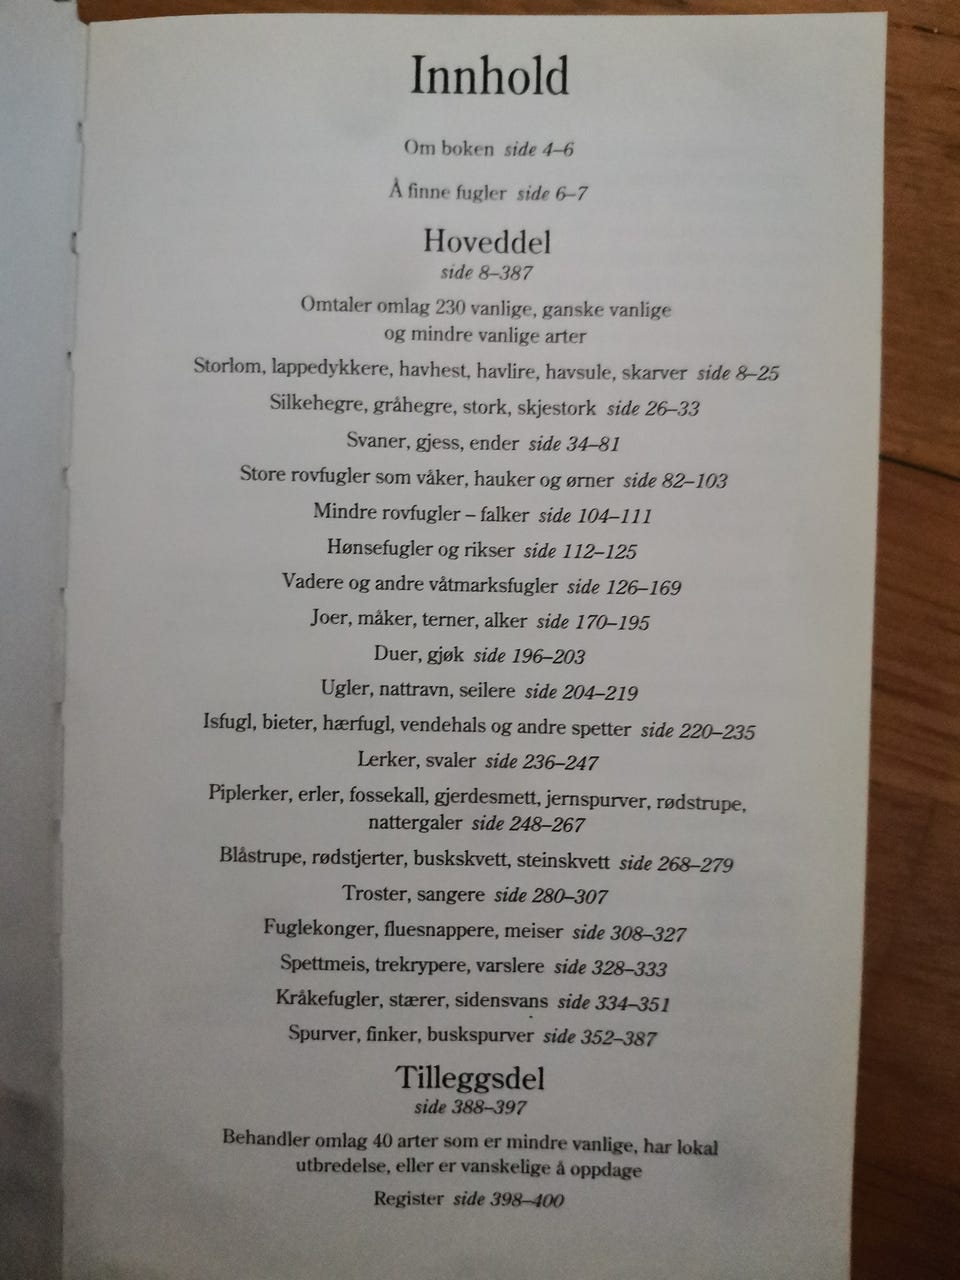 Innhold
Om boken side 4–6
Å finne fugler side 6–7
Hoveddel
side 8–387
Omtaler omlag 230 vanlige, ganske vanlige
og mindre vanlige arter
Storlom, lappedykkere, havhest, havlire, havsule, skarver side 8–25
Silkehegre, gråhegre, stork, skjestork side 26–33
Svaner, gjess, ender side 34–81
Store rovfugler som våker, hauker og ørner side 82–103
Mindre rovfugler – falker side 104–111
Hønsefugler og rikser side 112–125
Vadere og andre våtmarksfugler side 126–169
Joer, måker, terner, alker side 170–195
Duer, gjøk side 196–203
Ugler, nattravn, seilere side 204–219
Isfugl, bieter, hærfugl, vendehals og andre spetter side 220–235
Lerker, svaler side 236–247
Piplerker, erler, fossekall, gjerdesmett, jernspurver, rødstrupe,
nattergaler side 248–267
Blåstrupe, rødstjerter, buskskvett, steinskvett side 268–279
Troster, sangere side 280–307
Fuglekonger, fluesnappere, meiser side 308–327
Spettmeis, trekrypere, varslere side 328–333
Kråkefugler, stærer, sidensvans side 334–351
Spurver, finker, buskspurver side 352–387
Tilleggsdel
side 388–397
Behandler omlag 40 arter som er mindre vanlige, har lokal
utbredelse, eller er vanskelige å oppdage
Register side 398–400